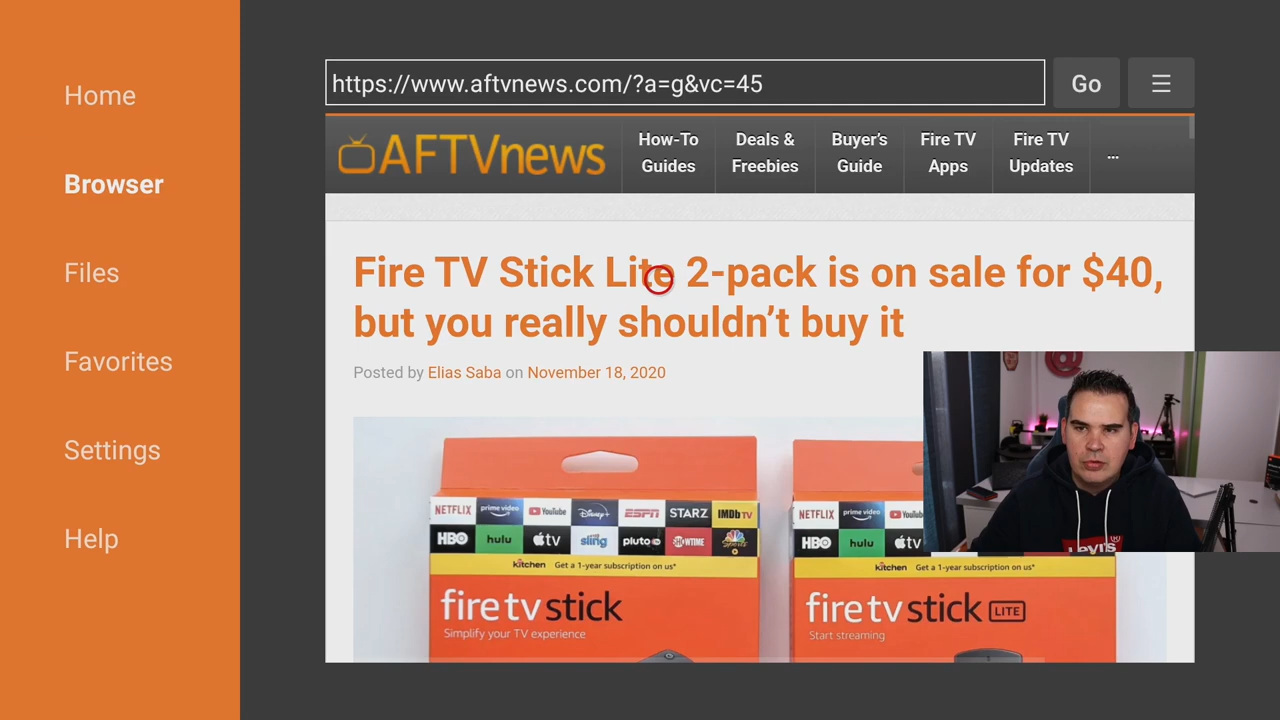 Home
Browser
Files
Favorites
Settings
Help
https://www.aftvnews.com/?a=g&vc=45
Go
AFTVnews
How-To
Guides
Deals &
Freebies
Buyer's
Guide
Fire TV
Apps
Fire TV
Updates
...
Fire TV Stick Lite 2-pack is on sale for $40,
but you really shouldn't buy it
Posted by Elias Saba on November 18, 2020
NETFLIX prime video YouTube Disney+ ESPN STARZ IMDb TV
HBO hulu tv sling pluto SHOWTIME Sports
kitchen Get a 1-year subscription on us*
fire tv stick
Simplify your TV experience
NETFLIX prime video YouTube
HBO hulu tv
kitchen Get a 1-year subscription on us*
fire tv stick LITE
Start streaming
Levi's